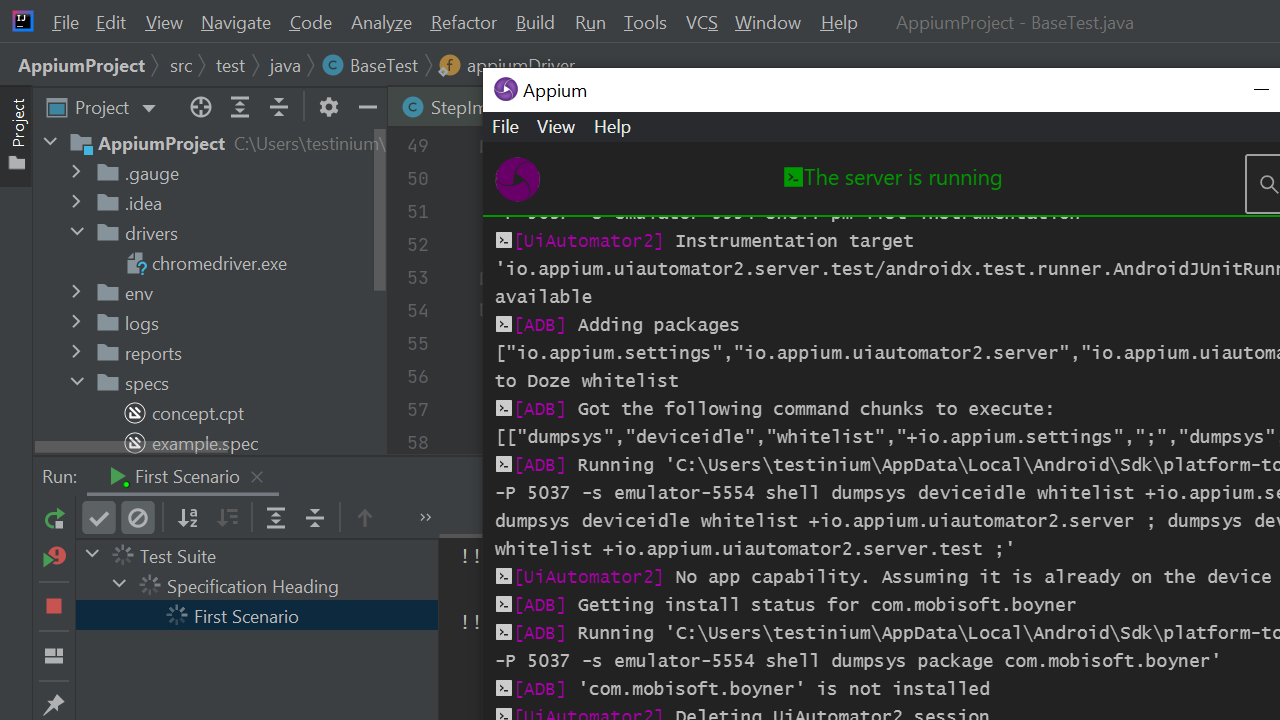 File Edit View Navigate Code Analyze Refactor Build Run Tools VCS Window Help AppiumProject - BaseTest.java
AppiumProject src test java BaseTest appiumDriver
Project
Project
StepIm
AppiumProject C:\Users\testinium\
.gauge
.idea
drivers
chromedriver.exe
env
logs
reports
specs
concept.cpt
example.spec
49
50
51
52
53
54
55
56
57
58
Run: First Scenario
Test Suite
Specification Heading
First Scenario
!!
!!
Appium
File View Help
The server is running
-P 5037 -s emulator-5554 shell pm list instrumentation
[UiAutomator2] Instrumentation target
'io.appium.uiautomator2.server.test/androidx.test.runner.AndroidJUnitRunn
available
[ADB] Adding packages
["io.appium.settings","io.appium.uiautomator2.server","io.appium.uiautoma
to Doze whitelist
[ADB] Got the following command chunks to execute:
[["dumpsys","deviceidle","whitelist","+io.appium.settings",";","dumpsys"
[ADB] Running 'C:\Users\testinium\AppData\Local\Android\Sdk\platform-to
-P 5037 -s emulator-5554 shell dumpsys deviceidle whitelist +io.appium.se
dumpsys deviceidle whitelist +io.appium.uiautomator2.server ; dumpsys dev
whitelist +io.appium.uiautomator2.server.test ;'
[UiAutomator2] No app capability. Assuming it is already on the device
[ADB] Getting install status for com.mobisoft.boyner
[ADB] Running 'C:\Users\testinium\AppData\Local\Android\Sdk\platform-to
-P 5037 -s emulator-5554 shell dumpsys package com.mobisoft.boyner'
[ADB] 'com.mobisoft.boyner' is not installed
[UiAutomator2] Deleting UiAutomator2 session